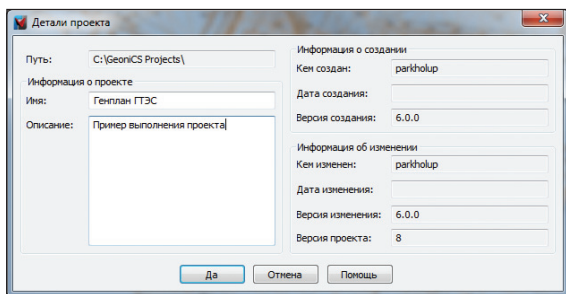 Детали проекта
Путь: C:\GeoniCS Projects\
Информация о проекте
Имя: Генплан ГТЭС
Описание: Пример выполнения проекта
Информация о создании
Кем создан: parkholup
Дата создания:
Версия создания: 6.0.0
Информация об изменении
Кем изменен: parkholup
Дата изменения:
Версия изменения: 6.0.0
Версия проекта: 8
Да Отмена Помощь